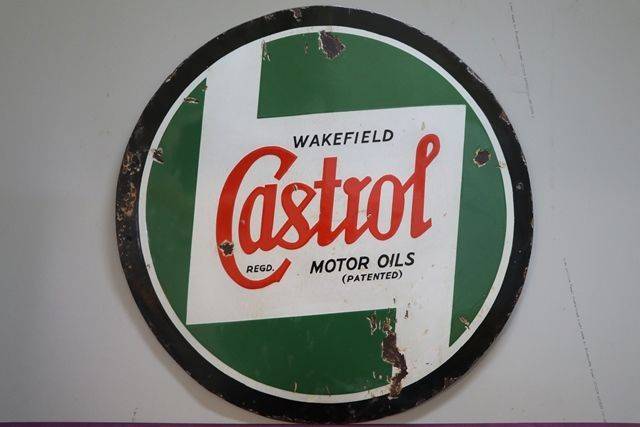 WAKEFIELD
Castrol
REGD. MOTOR OILS
(PATENTED)